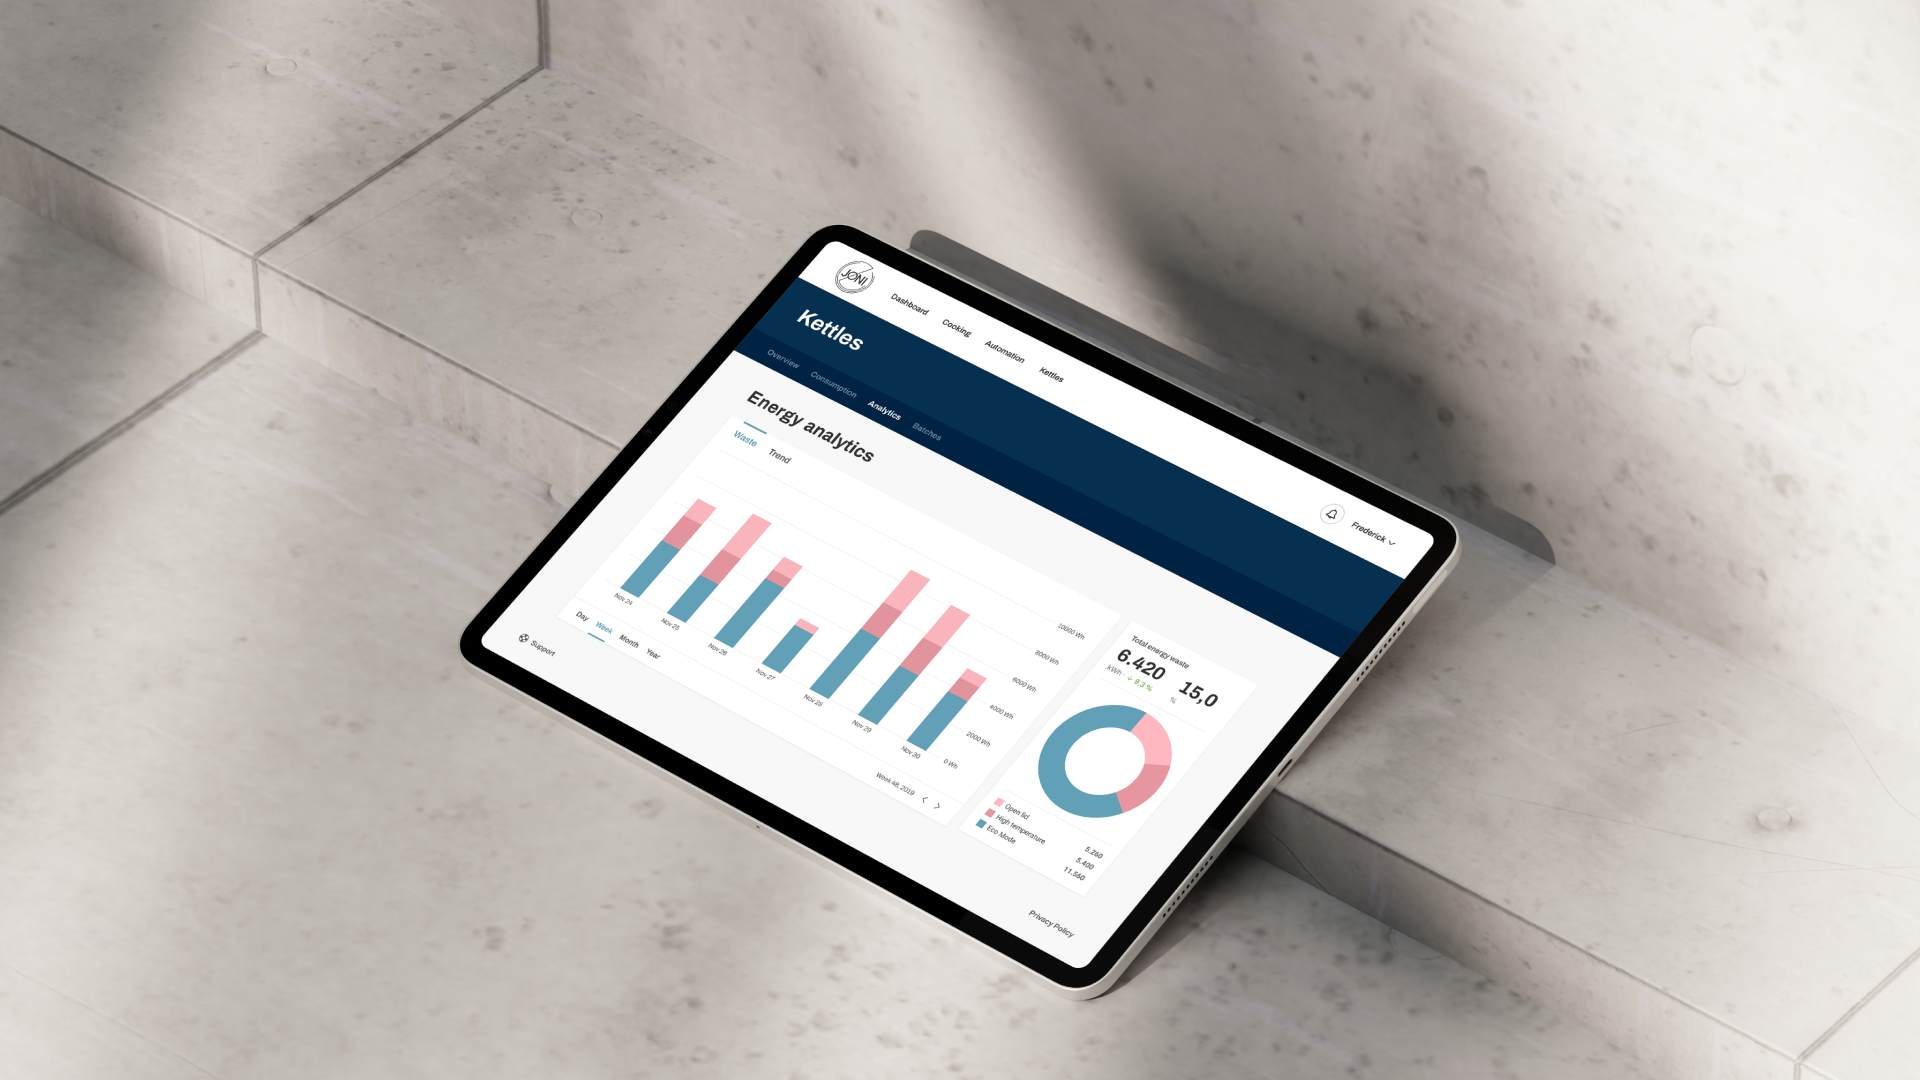 JØNI
Dashboard
Cooking
Automation
Kettles
Frederick
Kettles
Overview
Consumption
Analytics
Batches
Energy analytics
Waste
Trend
10000 Wh
8000 Wh
6000 Wh
4000 Wh
2000 Wh
0 Wh
Nov 24
Nov 25
Nov 26
Nov 27
Nov 28
Nov 29
Nov 30
Day
Week
Month
Year
Week 48, 2019
Total energy waste
6.420
kWh
↓ 9.3 %
15,0
%
Open lid
5.260
High temperature
5.400
Eco Mode
11.560
Support
Privacy Policy